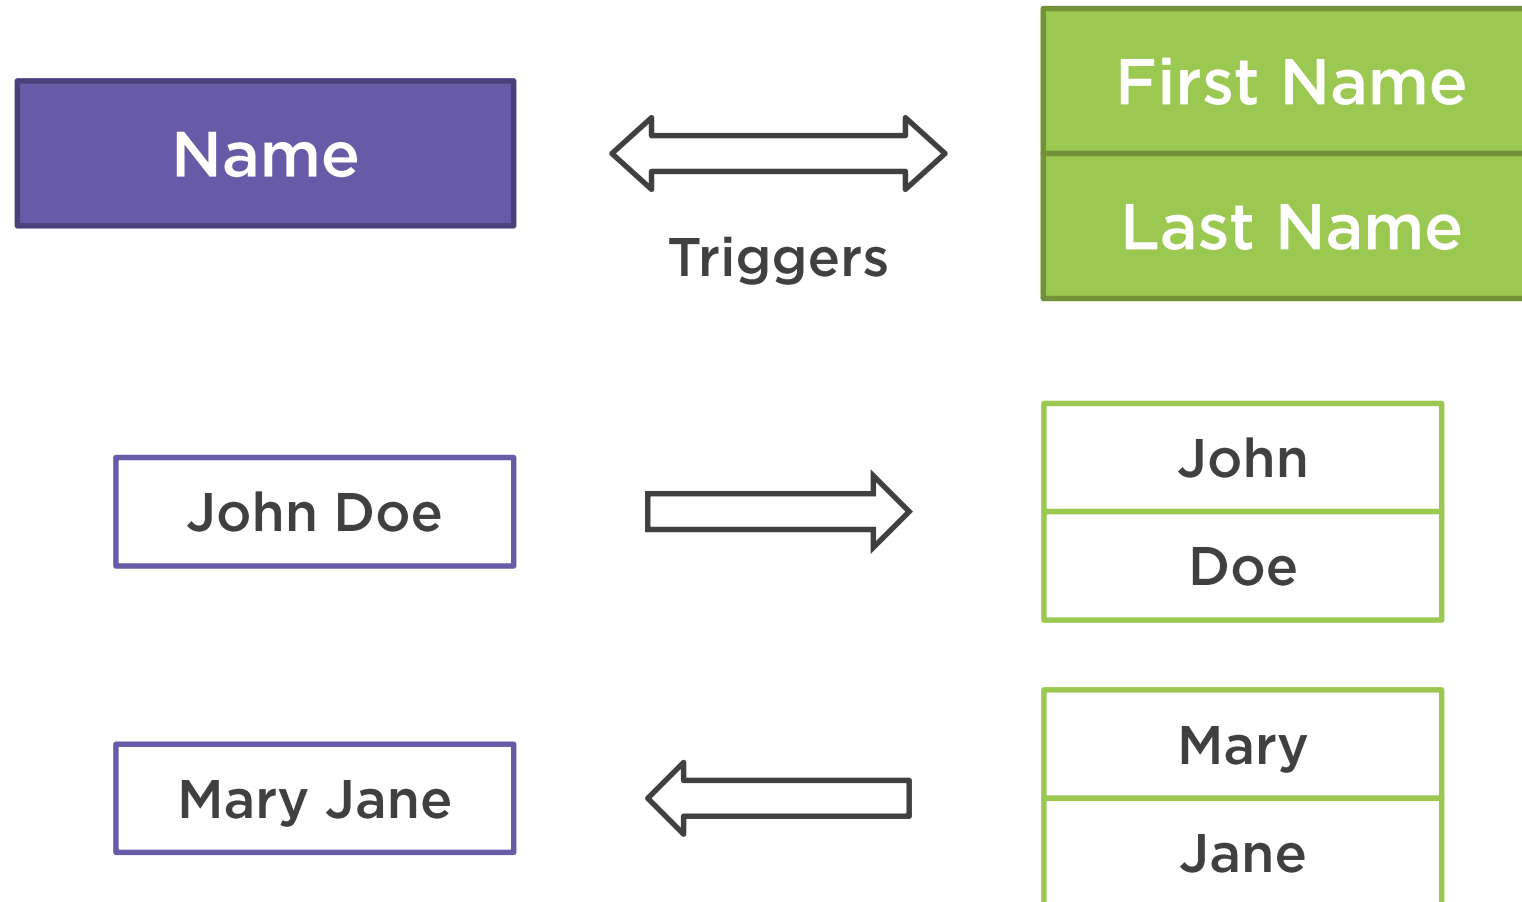 Name
Triggers
First Name
Last Name
John Doe
John
Doe
Mary Jane
Mary
Jane